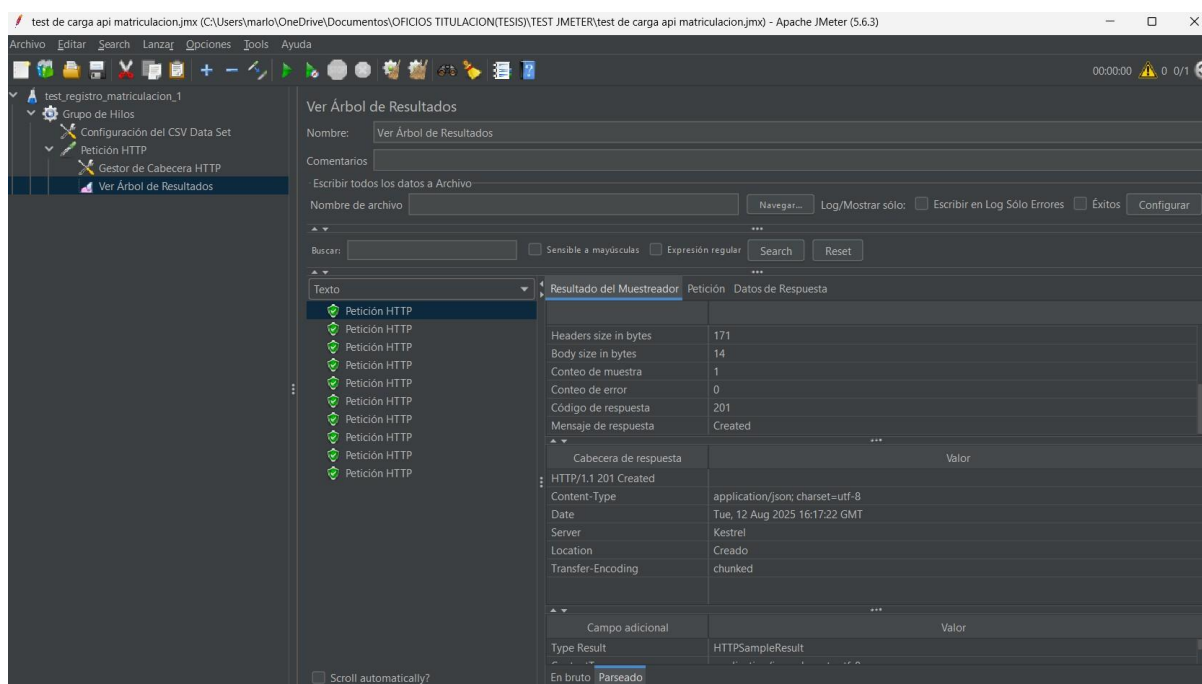 test de carga api matriculacion.jmx (C:\Users\marlo\OneDrive\Documentos\OFICIOS TITULACION(TESIS)\TEST JMETER\test de carga api matriculacion.jmx) - Apache JMeter (5.6.3)
Archivo Editar Search Lanzar Opciones Tools Ayuda
00:00:00 0 0/1
test_registro_matriculacion_1
Grupo de Hilos
Configuración del CSV Data Set
Petición HTTP
Gestor de Cabecera HTTP
Ver Árbol de Resultados
Ver Árbol de Resultados
Nombre: Ver Árbol de Resultados
Comentarios
Escribir todos los datos a Archivo
Nombre de archivo Navegar... Log/Mostrar sólo: Escribir en Log Sólo Errores Éxitos Configurar
Buscar: Sensible a mayúsculas Expresión regular Search Reset
Texto
Petición HTTP
Petición HTTP
Petición HTTP
Petición HTTP
Petición HTTP
Petición HTTP
Petición HTTP
Petición HTTP
Petición HTTP
Petición HTTP
Scroll automatically?
Resultado del Muestreador Petición Datos de Respuesta
Headers size in bytes 171
Body size in bytes 14
Conteo de muestra 1
Conteo de error 0
Código de respuesta 201
Mensaje de respuesta Created
Cabecera de respuesta Valor
HTTP/1.1 201 Created
Content-Type application/json; charset=utf-8
Date Tue, 12 Aug 2025 16:17:22 GMT
Server Kestrel
Location Creado
Transfer-Encoding chunked
Campo adicional Valor
Type Result HTTPSampleResult
En bruto Parseado